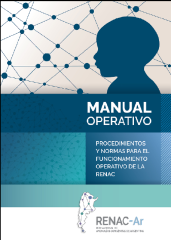 MANUAL
OPERATIVO
PROCEDIMIENTOS
Y NORMAS PARA EL
FUNCIONAMIENTO
OPERATIVO DE LA
RENAC
RENAC-Ar